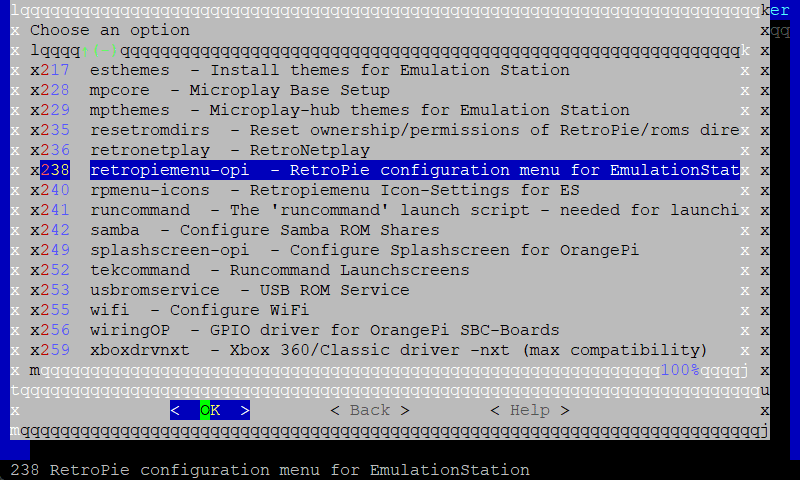 lqqqqqqqqqqqqqqqqqqqqqqqqqqqqqqqqqqqqqqqqqqqqqqqqqqqqqqqqqqqqqqqqqqqqqqqqqqker
x Choose an option x qq
x lqqqq↑(-)qqqqqqqqqqqqqqqqqqqqqqqqqqqqqqqqqqqqqqqqqqqqqqqqqqqqqqqqqqqqqqk x
x x217 esthemes - Install themes for Emulation Station x x
x x228 mpcore - Microplay Base Setup x x
x x229 mpthemes - Microplay-hub themes for Emulation Station x x
x x235 resetromdirs - Reset ownership/permissions of RetroPie/roms dire x x
x x236 retronetplay - RetroNetplay x x
x x238 retropiemenu-opi - RetroPie configuration menu for EmulationStat x x
x x240 rpmenu-icons - Retropiemenu Icon-Settings for ES x x
x x241 runcommand - The 'runcommand' launch script - needed for launchi x x
x x242 samba - Configure Samba ROM Shares x x
x x249 splashscreen-opi - Configure Splashscreen for OrangePi x x
x x252 tekcommand - Runcommand Launchscreens x x
x x253 usbromservice - USB ROM Service x x
x x255 wifi - Configure WiFi x x
x x256 wiringOP - GPIO driver for OrangePi SBC-Boards x x
x x259 xboxdrvnxt - Xbox 360/Classic driver -nxt (max compatibility) x x
x mqqqqqqqqqqqqqqqqqqqqqqqqqqqqqqqqqqqqqqqqqqqqqqqqqqqqqqqqqqqqqq100%qqqqj x
tqqqqqqqqqqqqqqqqqqqqqqqqqqqqqqqqqqqqqqqqqqqqqqqqqqqqqqqqqqqqqqqqqqqqqqqqqqu
x < OK > < Back > < Help > x
mqqqqqqqqqqqqqqqqqqqqqqqqqqqqqqqqqqqqqqqqqqqqqqqqqqqqqqqqqqqqqqqqqqqqqqqqqqj
238 RetroPie configuration menu for EmulationStation